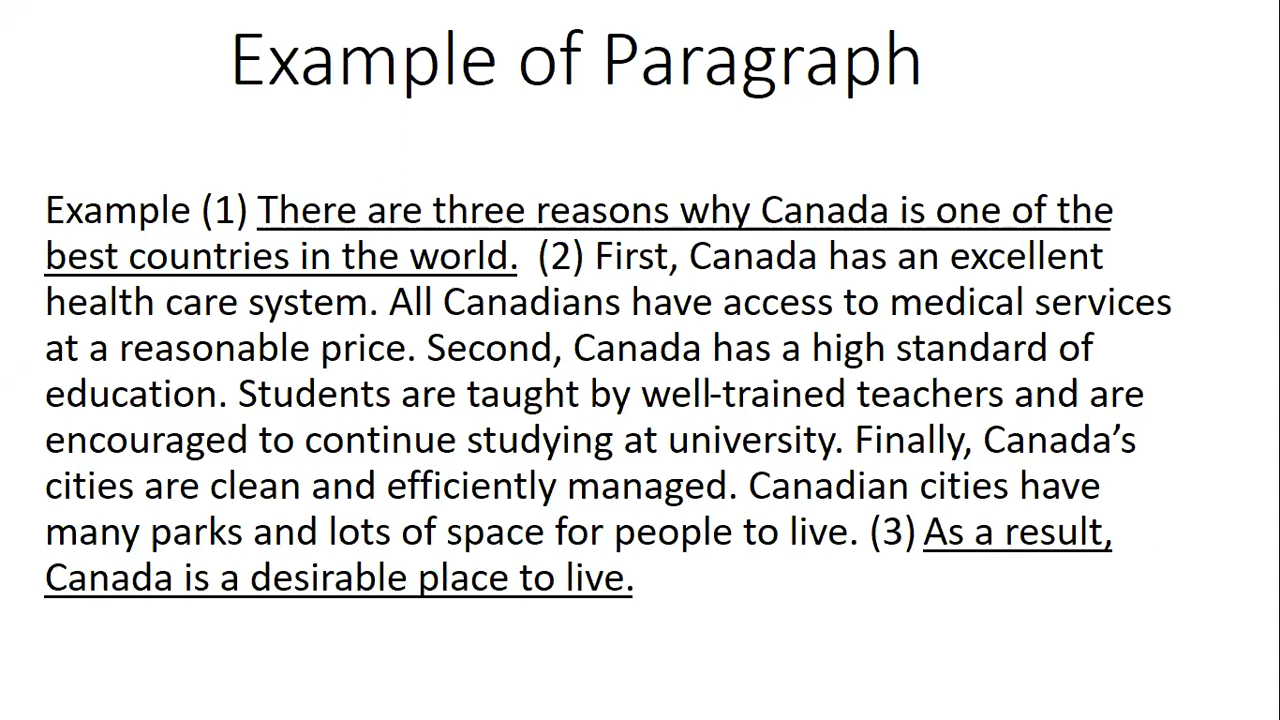 Example of Paragraph
Example (1) There are three reasons why Canada is one of the
best countries in the world.  (2) First, Canada has an excellent
health care system. All Canadians have access to medical services
at a reasonable price. Second, Canada has a high standard of
education. Students are taught by well-trained teachers and are
encouraged to continue studying at university. Finally, Canada’s
cities are clean and efficiently managed. Canadian cities have
many parks and lots of space for people to live. (3) As a result,
Canada is a desirable place to live.